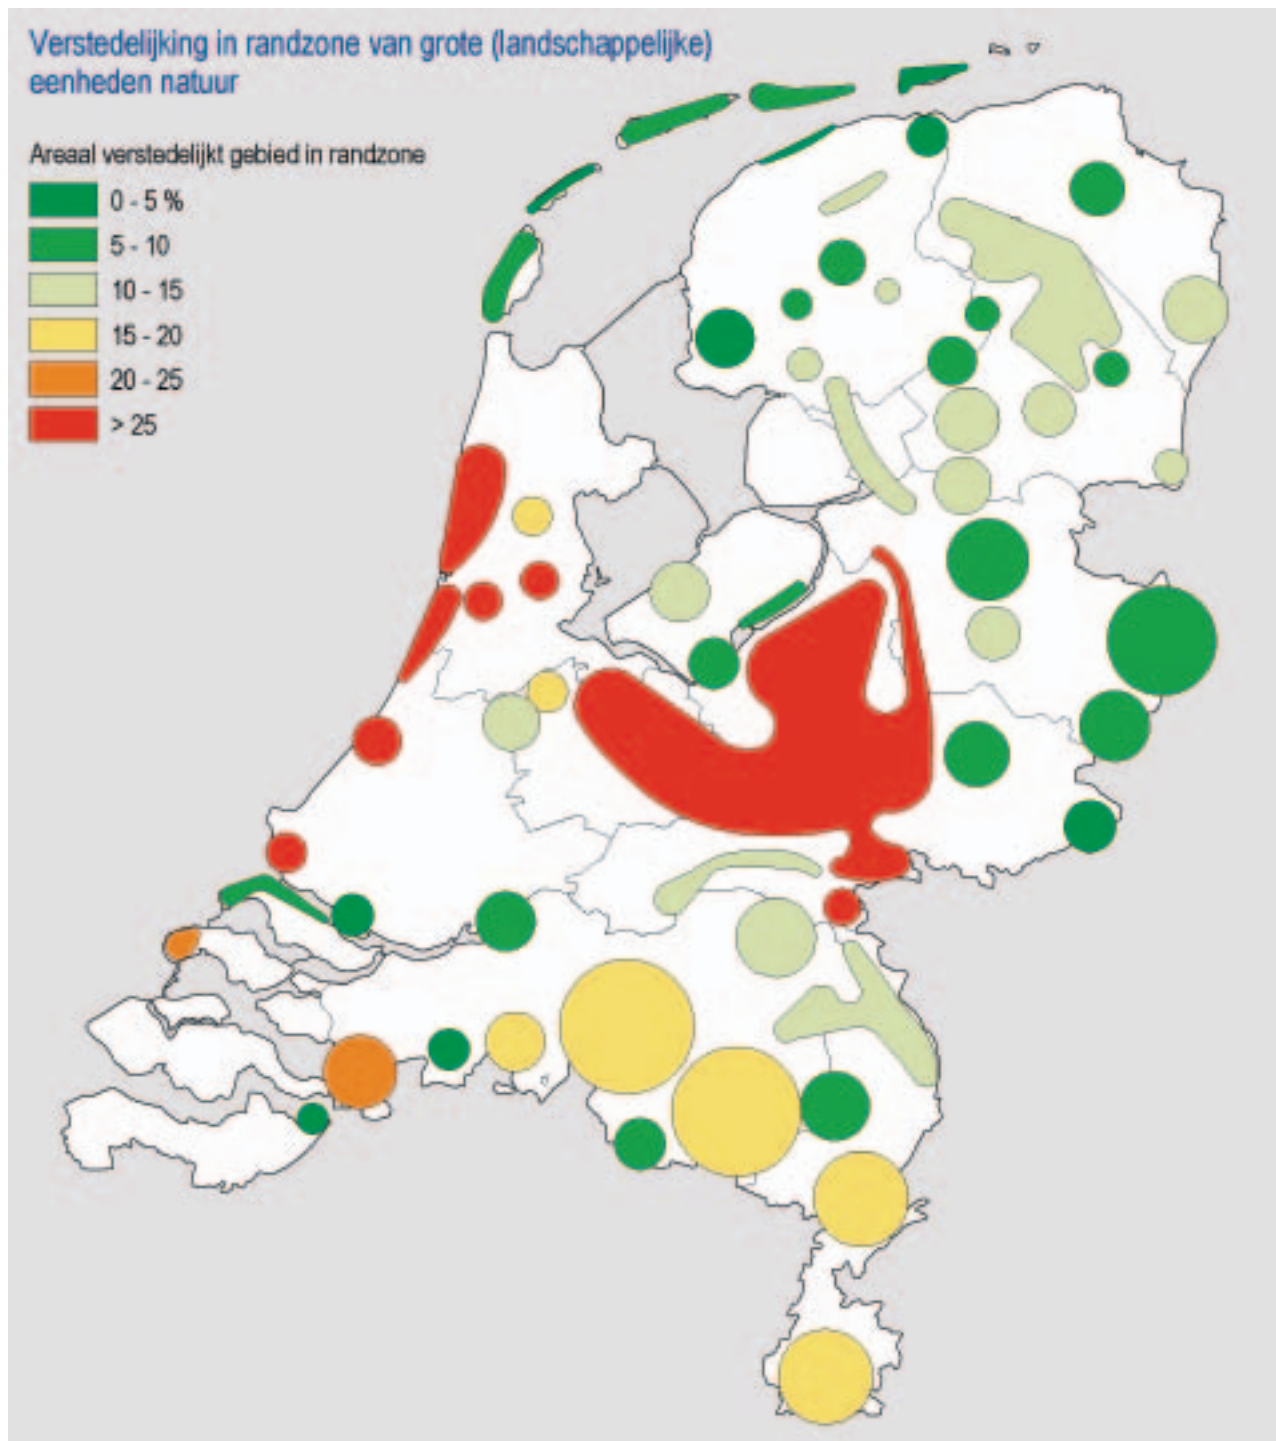 Verstedelijking in randzone van grote (landschappelijke)
eenheden natuur
Areaal verstedelijkt gebied in randzone
0 - 5 %
5 - 10
10 - 15
15 - 20
20 - 25
> 25